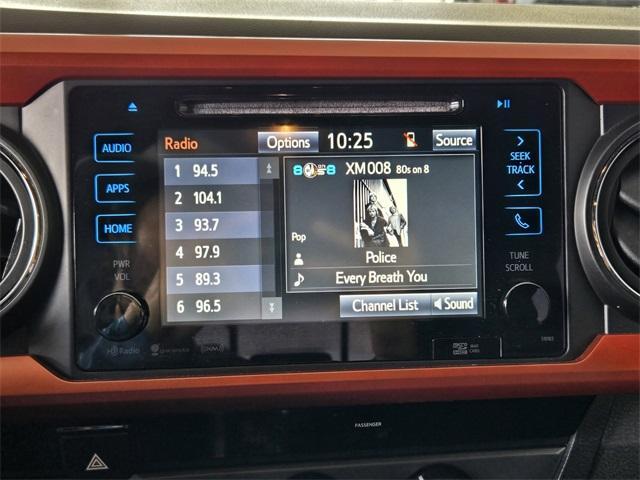 AUDIO
APPS
HOME
PWR
VOL
HD Radio
Radio
Options
10:25
Source
1 94.5
2 104.1
3 93.7
4 97.9
5 89.3
6 96.5
XM008 80s on 8
Pop
Police
Every Breath You
Channel List
Sound
SEEK
TRACK
TUNE
SCROLL
PASSENGER